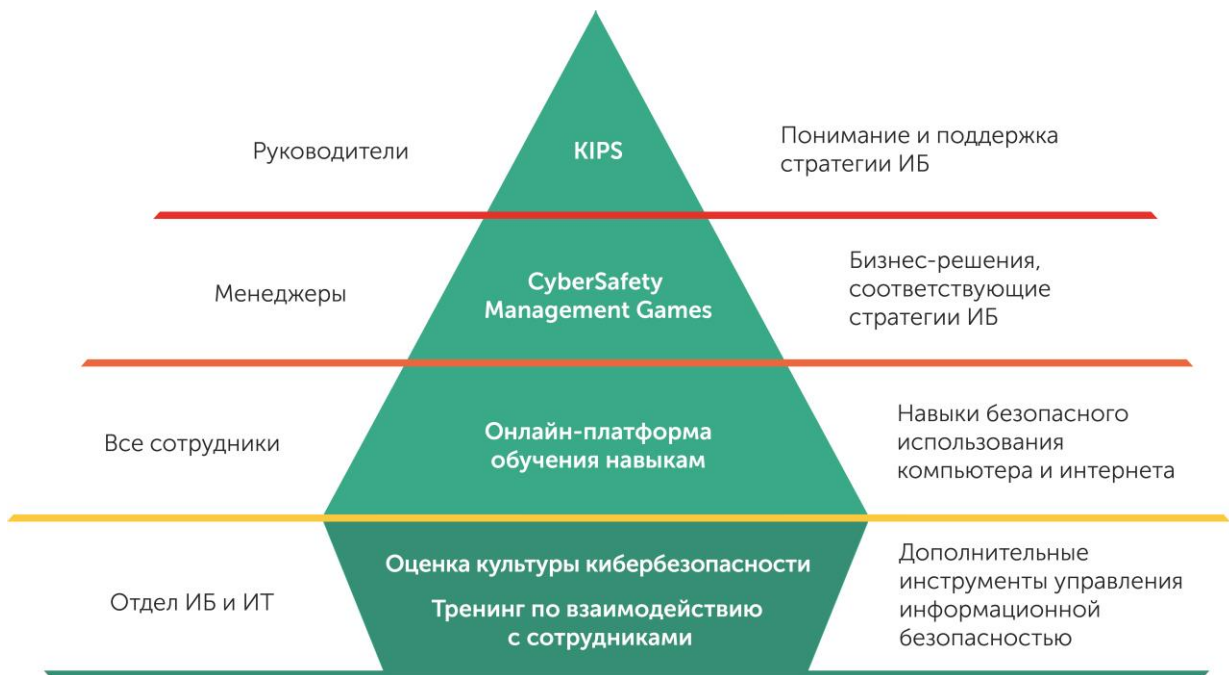 Руководители
KIPS
Понимание и поддержка
стратегии ИБ
Менеджеры
CyberSafety
Management Games
Бизнес-решения,
соответствующие
стратегии ИБ
Все сотрудники
Онлайн-платформа
обучения навыкам
Навыки безопасного
использования
компьютера и интернета
Отдел ИБ и ИТ
Оценка культуры кибербезопасности
Тренинг по взаимодействию
с сотрудниками
Дополнительные
инструменты управления
информационной
безопасностью